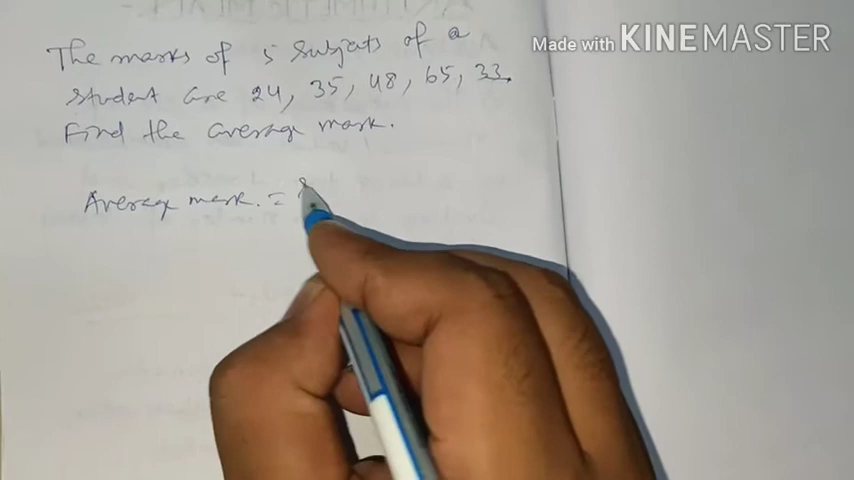 Made with KINEMASTER
The marks of 5 Subjects of a
Student are 24, 35, 48, 65, 33.
Find the average mark.
Average mark. =